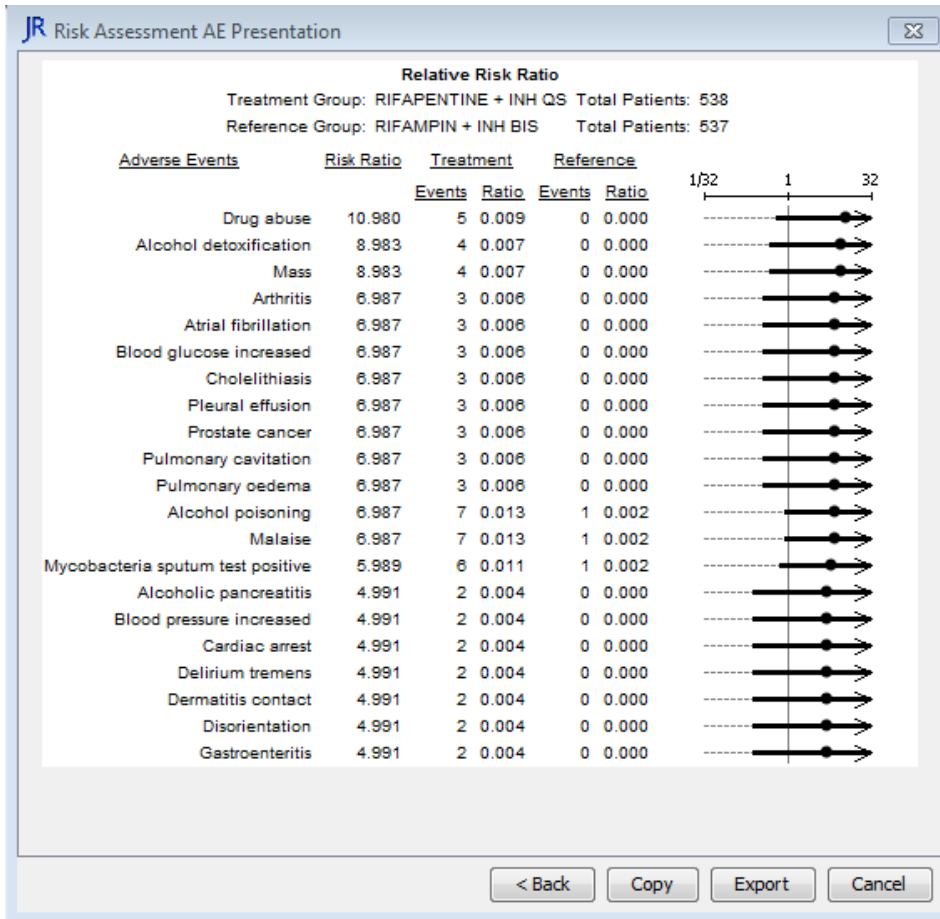 JR Risk Assessment AE Presentation
Relative Risk Ratio
Treatment Group: RIFAPENTINE + INH QS Total Patients: 538
Reference Group: RIFAMPIN + INH BIS Total Patients: 537
Adverse Events Risk Ratio Treatment Reference
Events Ratio Events Ratio 1/32 1 32
Drug abuse 10.980 5 0.009 0 0.000
Alcohol detoxification 8.983 4 0.007 0 0.000
Mass 8.983 4 0.007 0 0.000
Arthritis 6.987 3 0.006 0 0.000
Atrial fibrillation 6.987 3 0.006 0 0.000
Blood glucose increased 6.987 3 0.006 0 0.000
Cholelithiasis 6.987 3 0.006 0 0.000
Pleural effusion 6.987 3 0.006 0 0.000
Prostate cancer 6.987 3 0.006 0 0.000
Pulmonary cavitation 6.987 3 0.006 0 0.000
Pulmonary oedema 6.987 3 0.006 0 0.000
Alcohol poisoning 6.987 7 0.013 1 0.002
Malaise 6.987 7 0.013 1 0.002
Mycobacteria sputum test positive 5.989 6 0.011 1 0.002
Alcoholic pancreatitis 4.991 2 0.004 0 0.000
Blood pressure increased 4.991 2 0.004 0 0.000
Cardiac arrest 4.991 2 0.004 0 0.000
Delirium tremens 4.991 2 0.004 0 0.000
Dermatitis contact 4.991 2 0.004 0 0.000
Disorientation 4.991 2 0.004 0 0.000
Gastroenteritis 4.991 2 0.004 0 0.000
< Back Copy Export Cancel